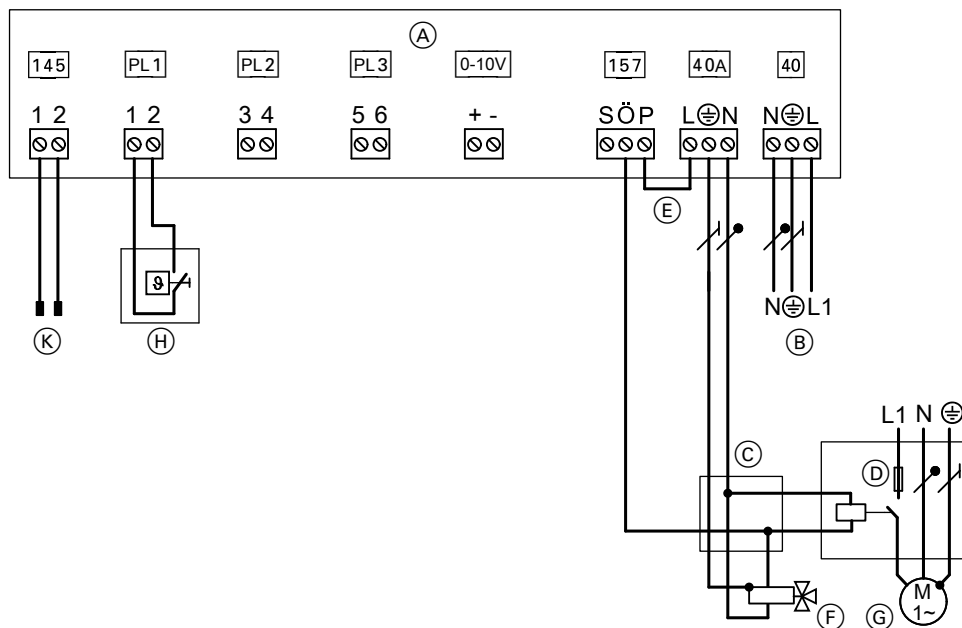 A
145 PL1 PL2 PL3 0-10V 157 40A 40
1 2 1 2 3 4 5 6 + - S Ö P L N N L
E
N L1
K H B
L1 N
C
D
M
1~
F G
ϑ